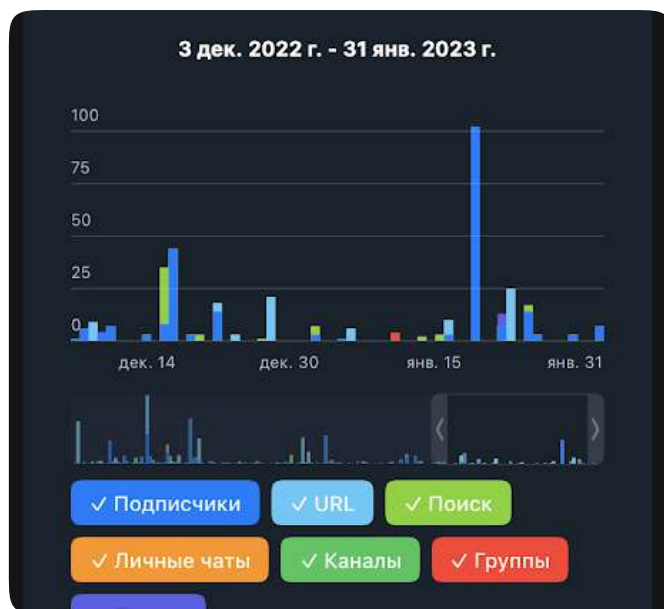 3 дек. 2022 г. - 31 янв. 2023 г.
100
75
50
25
0
дек. 14 дек. 30 янв. 15 янв. 31
✓ Подписчики ✓ URL ✓ Поиск
✓ Личные чаты ✓ Каналы ✓ Группы